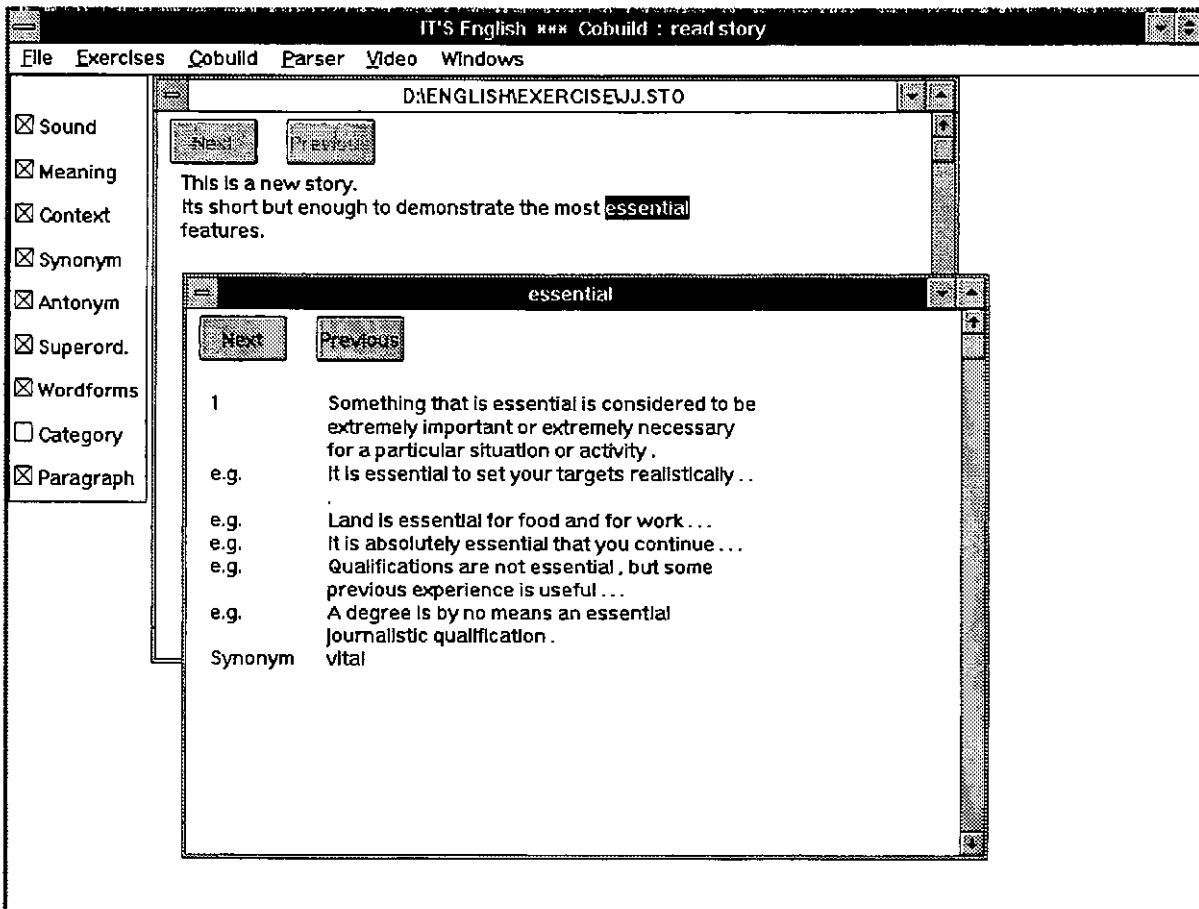 IT'S English *** Cobuild : read story
File Exercises Cobuild Parser Video Windows
D:\ENGLISH\EXERCISE\JJ.STO
Sound
Meaning
Context
Synonym
Antonym
Superord.
Wordforms
Category
Paragraph
Next Previous
This is a new story.
Its short but enough to demonstrate the most essential
features.
essential
Next Previous
1 Something that is essential is considered to be
extremely important or extremely necessary
for a particular situation or activity .
e.g. It is essential to set your targets realistically . .
.
e.g. Land is essential for food and for work . . .
e.g. It is absolutely essential that you continue . . .
e.g. Qualifications are not essential , but some
previous experience is useful . . .
e.g. A degree is by no means an essential
journalistic qualification .
Synonym vital